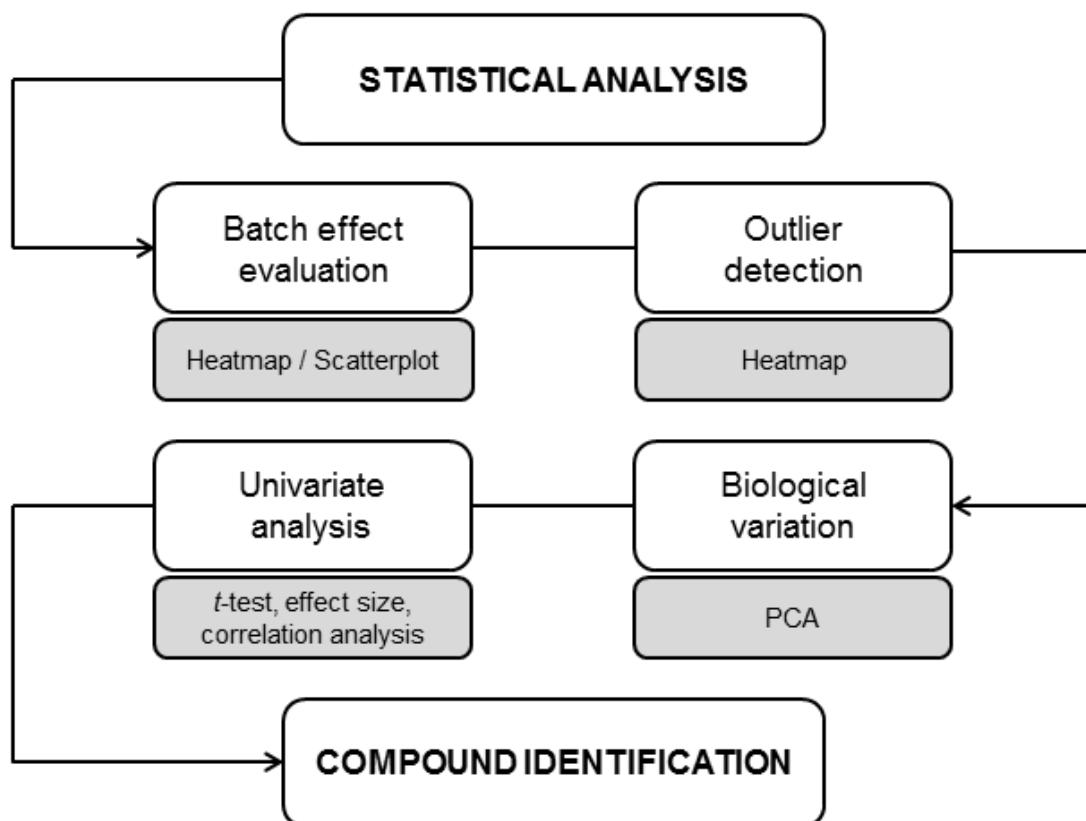 STATISTICAL ANALYSIS
Batch effect
evaluation
Heatmap / Scatterplot
Outlier
detection
Heatmap
Biological
variation
PCA
Univariate
analysis
t-test, effect size,
correlation analysis
COMPOUND IDENTIFICATION